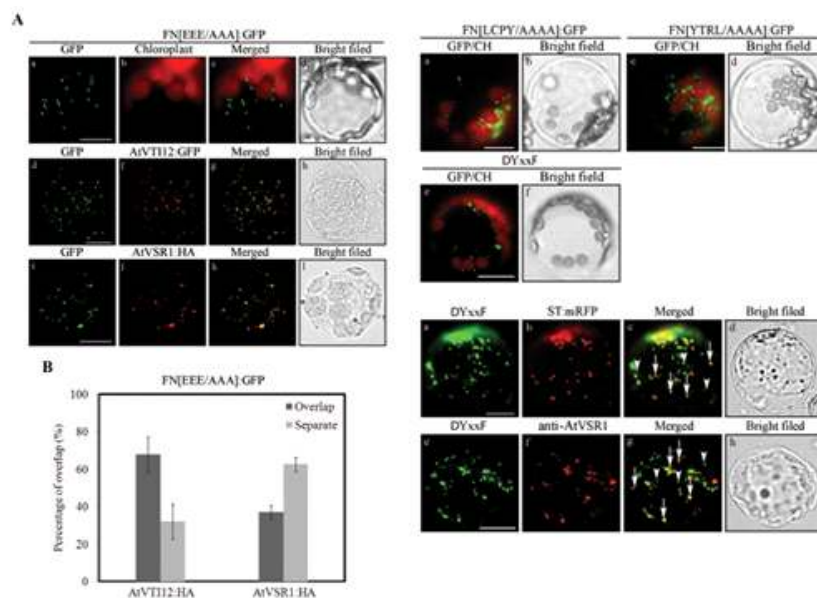 A
FN[EEE/AAA]:GFP
GFP Chloroplast Merged Bright filed
a b c d
GFP AtVTI12:GFP Merged Bright filed
d f g h
GFP AtVSR1:HA Merged Bright filed
i j k l
B
FN[EEE/AAA]:GFP
Percentage of overlap (%)
100
80
60
40
20
0
Overlap
Separate
AtVTI12:HA AtVSR1:HA
FN[LCPY/AAAA]:GFP FN[YTRL/AAAA]:GFP
GFP/CH Bright field GFP/CH Bright field
a b c d
DYxxF
GFP/CH Bright field
e f
DYxxF ST:mRFP Merged Bright filed
a b c d
DYxxF anti-AtVSR1 Merged Bright filed
e f g h